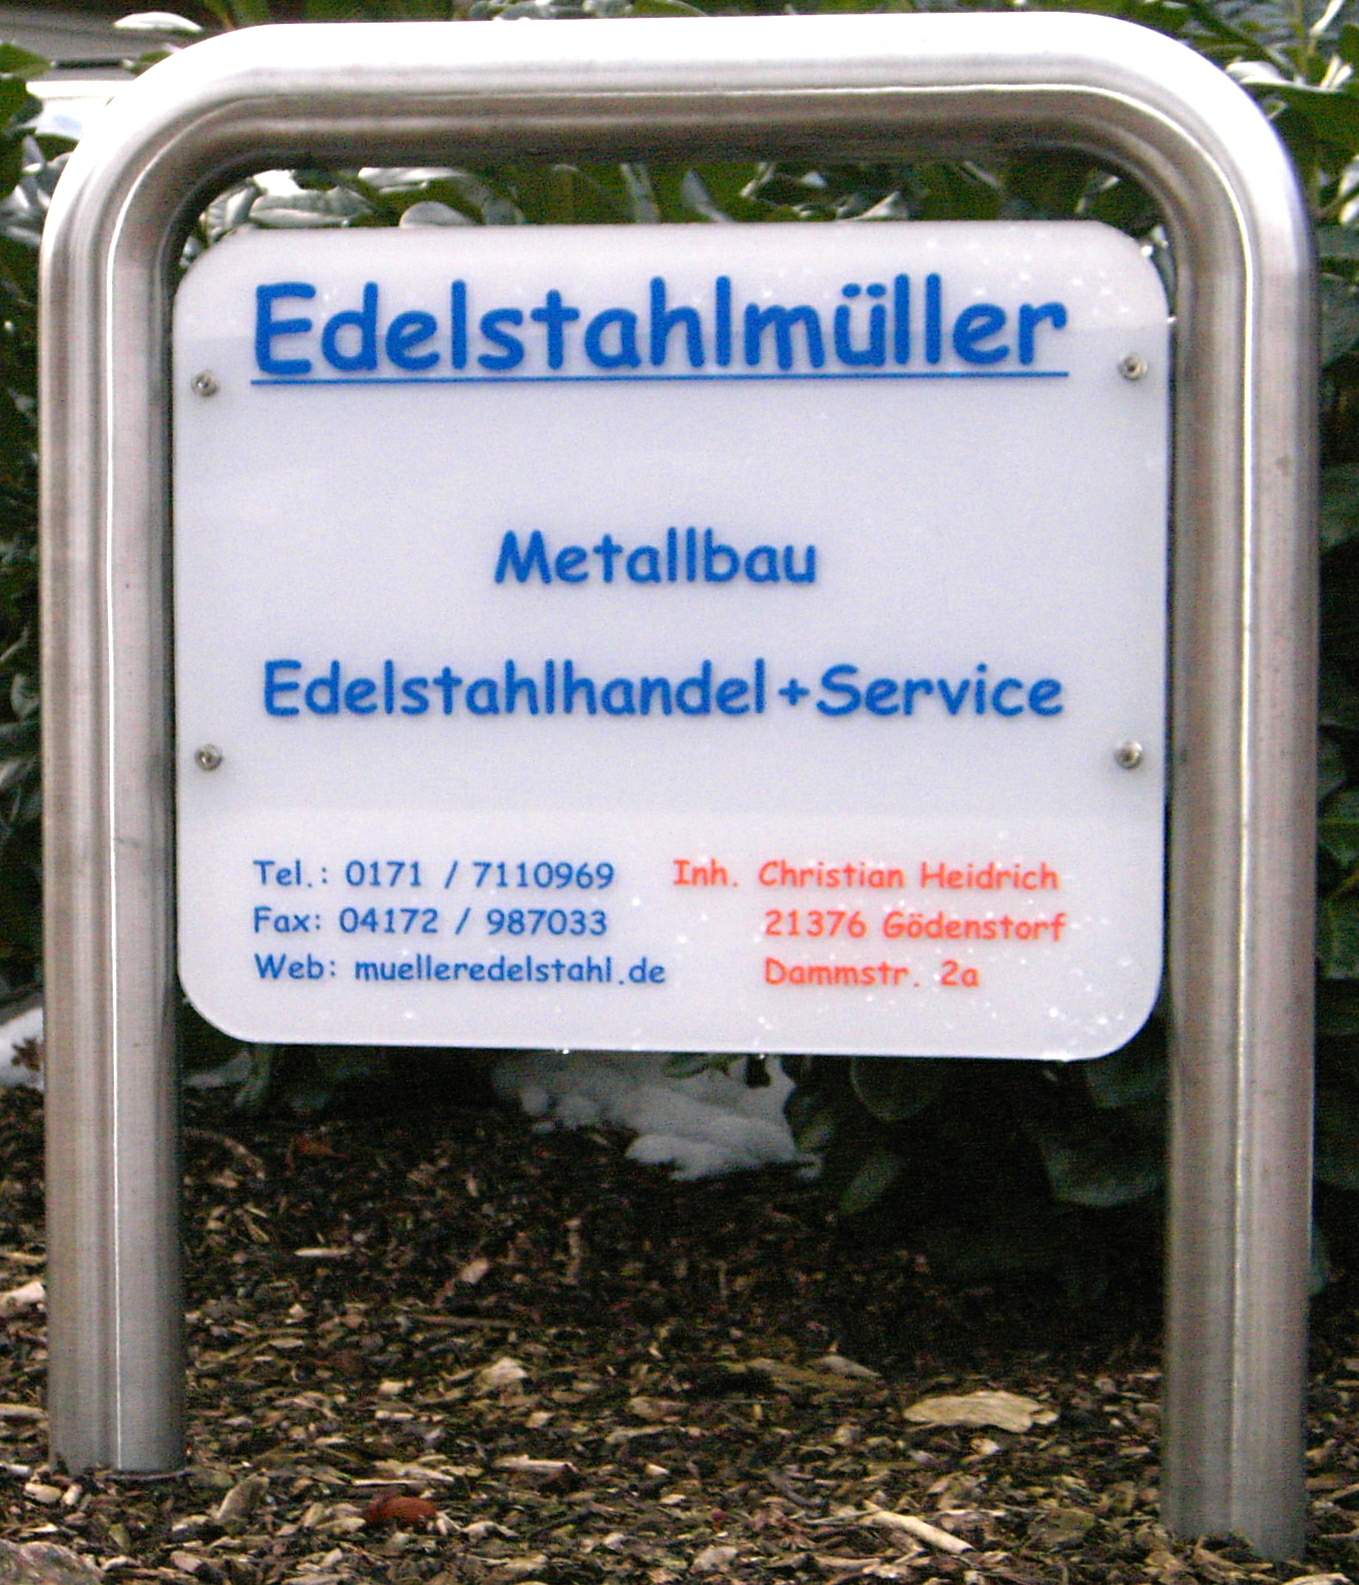 Edelstahlmüller
Metallbau
Edelstahlhandel+Service
Tel.: 0171 / 7110969
Fax: 04172 / 987033
Web: muelleredelstahl.de
Inh. Christian Heidrich
21376 Gödenstorf
Dammstr. 2a